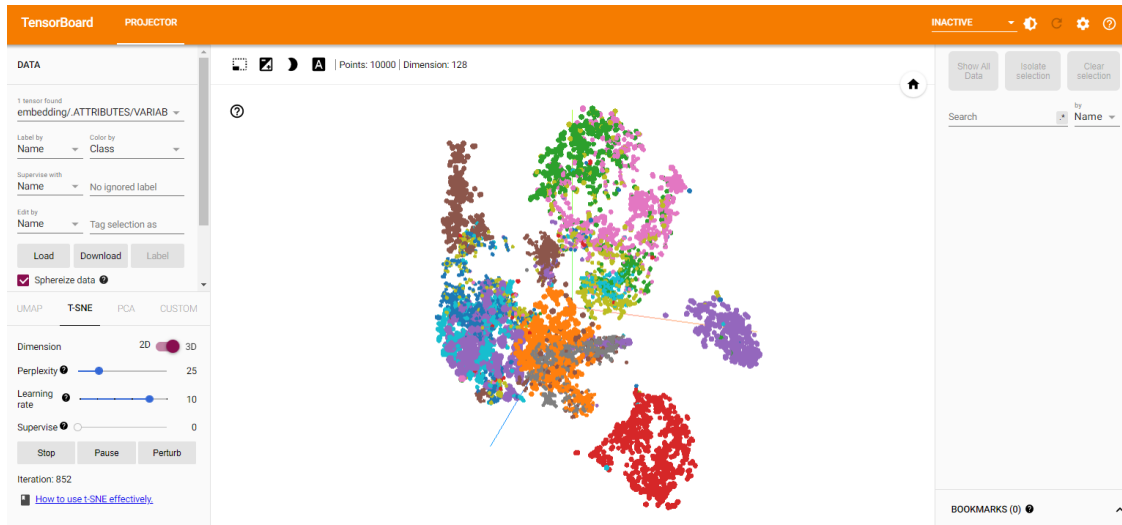 TensorBoard PROJECTOR INACTIVE
DATA
1 tensor found
embedding/.ATTRIBUTES/VARIAB
Label by Color by
Name Class
Supervise with
Name No ignored label
Edit by
Name Tag selection as
Load Download Label
Sphereize data
UMAP T-SNE PCA CUSTOM
Dimension 2D 3D
Perplexity 25
Learning rate 10
Supervise 0
Stop Pause Perturb
Iteration: 852
How to use t-SNE effectively.
A | Points: 10000 | Dimension: 128
Show All Data
Isolate selection
Clear selection
Search .* by
Name
BOOKMARKS (0)